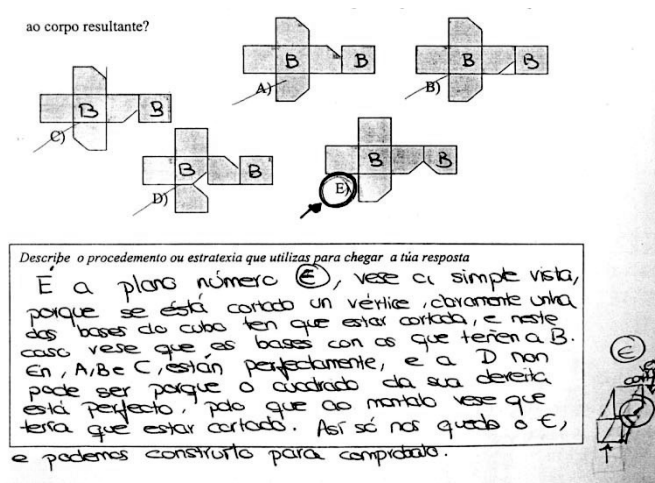 ao corpo resultante?
B B
A)
B B
B)
B B
C)
B B
D)
B B
E)
Describe o procedemento ou estratexia que utilizas para chegar a túa resposta
É a plano número E, vese a simple vista,
porque se está cortado un vértice, claramente unha
das bases do cubo ten que estar cortada, e neste
caso vese que as bases son as que teñen a B.
En, A, B e C, están perfectamente, e a D non
pode ser porque o cuadrado da sua dereita
está perfecto, polo que ao montalo vese que
tería que estar cortado. Así só nos queda o E,
e podemos construílo para comprobalo.
E